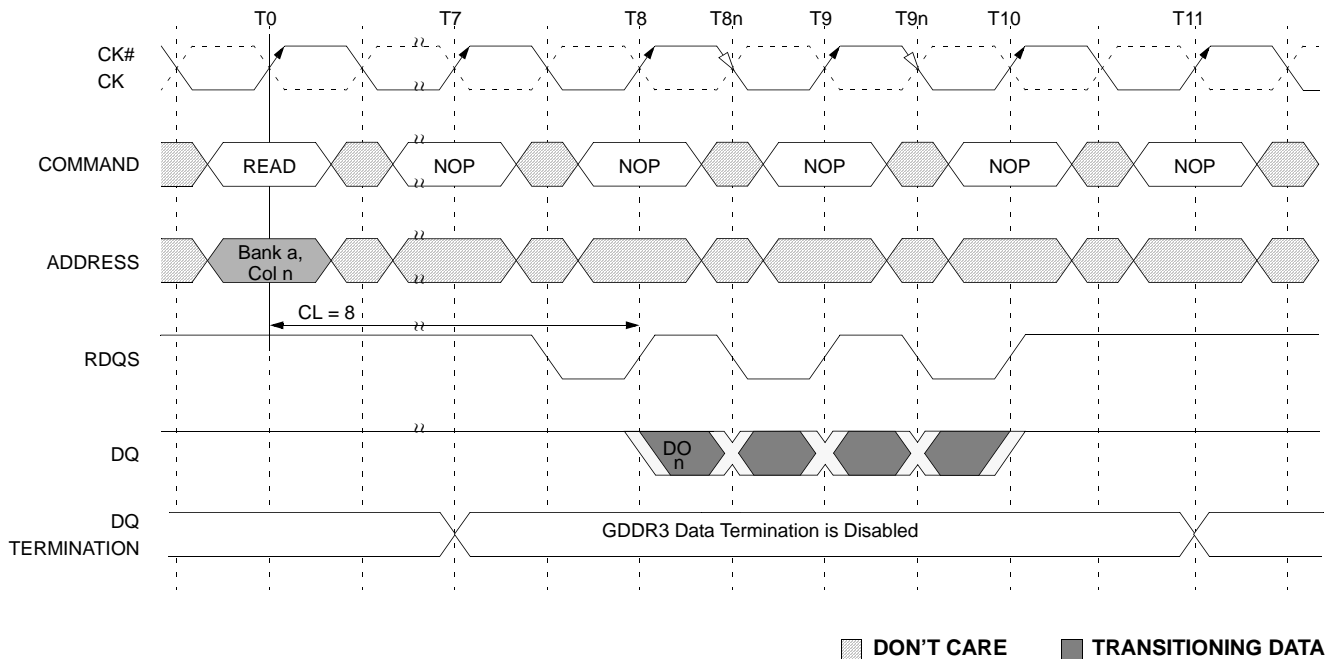 T0 T7 T8 T8n T9 T9n T10 T11
CK#
CK
COMMAND READ NOP NOP NOP NOP NOP
ADDRESS Bank a,
Col n
CL = 8
RDQS
DQ DO
n
DQ
TERMINATION GDDR3 Data Termination is Disabled
DON'T CARE TRANSITIONING DATA